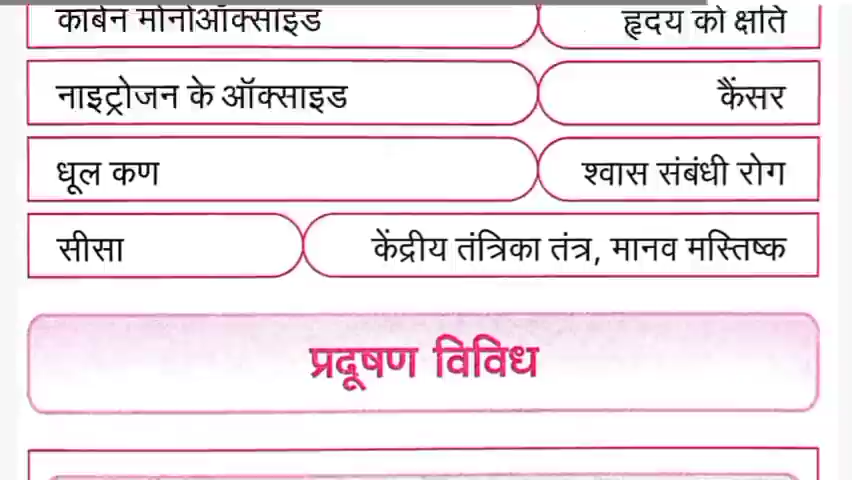 कार्बन मोनोऑक्साइड हृदय को क्षति
नाइट्रोजन के ऑक्साइड कैंसर
धूल कण श्वास संबंधी रोग
सीसा केंद्रीय तंत्रिका तंत्र, मानव मस्तिष्क
प्रदूषण विविध